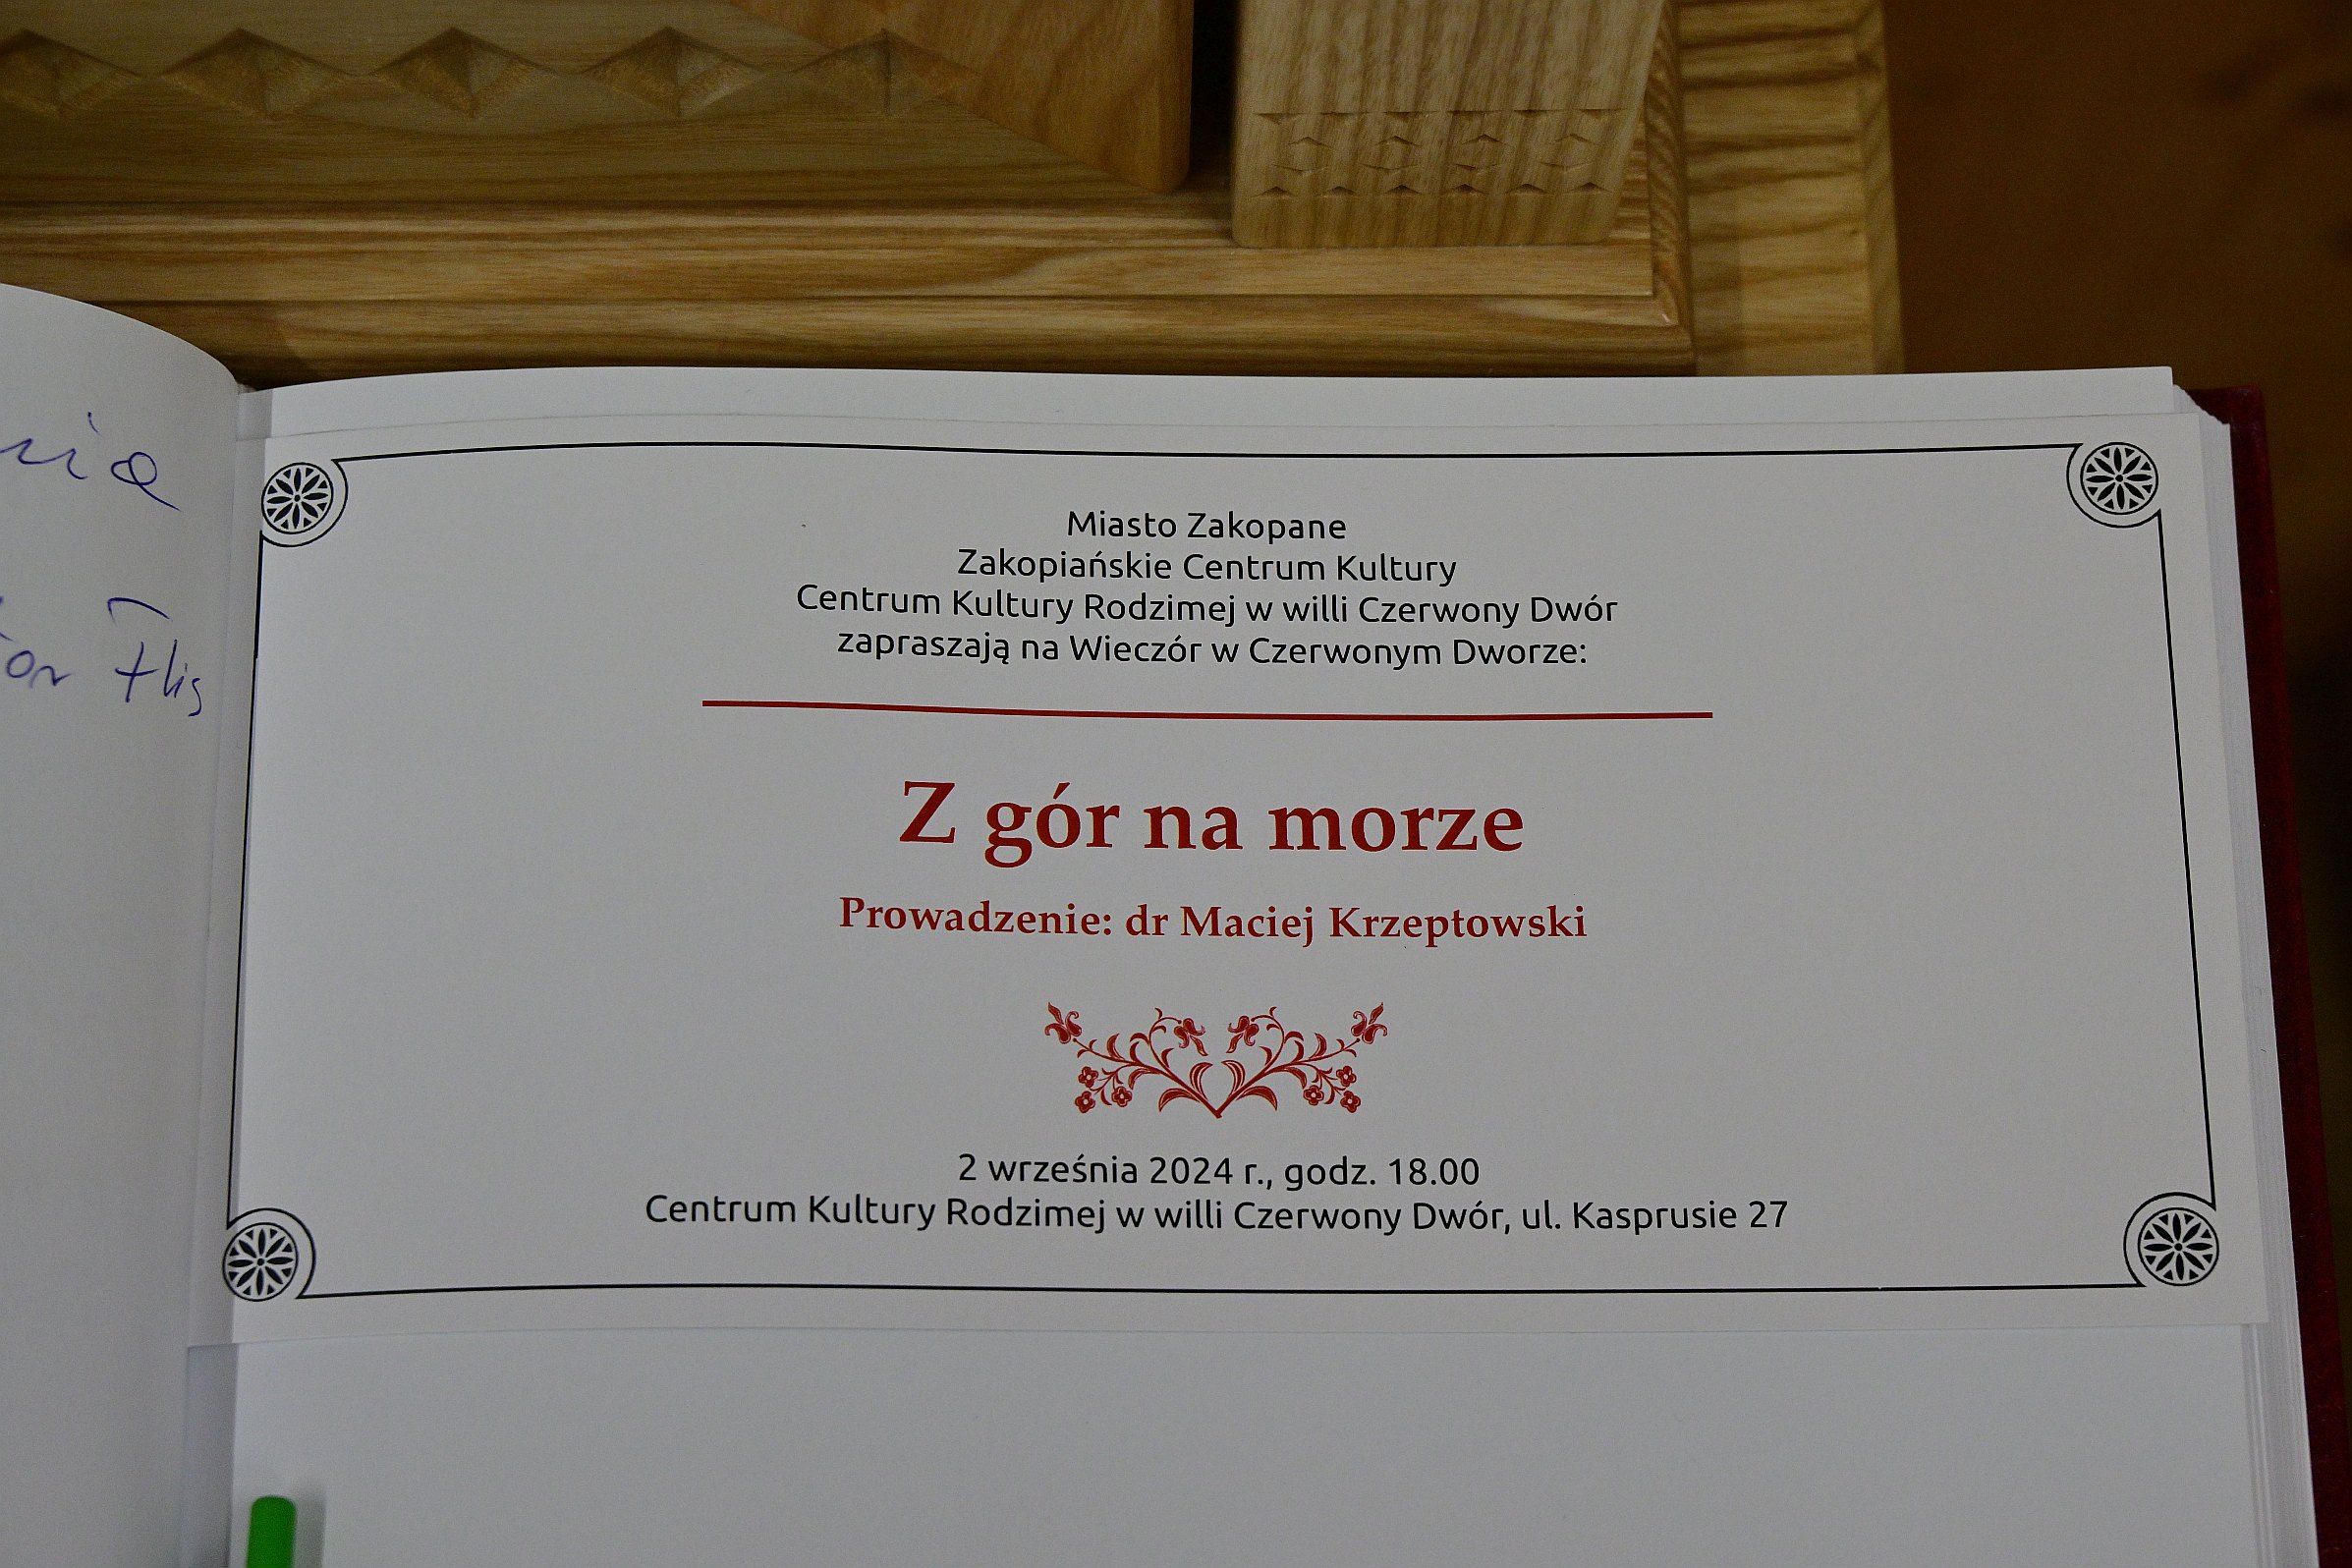 Miasto Zakopane
Zakopiańskie Centrum Kultury
Centrum Kultury Rodzimej w willi Czerwony Dwór
zapraszają na Wieczór w Czerwonym Dworze:
Z gór na morze
Prowadzenie: dr Maciej Krzeptowski
2 września 2024 r., godz. 18.00
Centrum Kultury Rodzimej w willi Czerwony Dwór, ul. Kasprusie 27